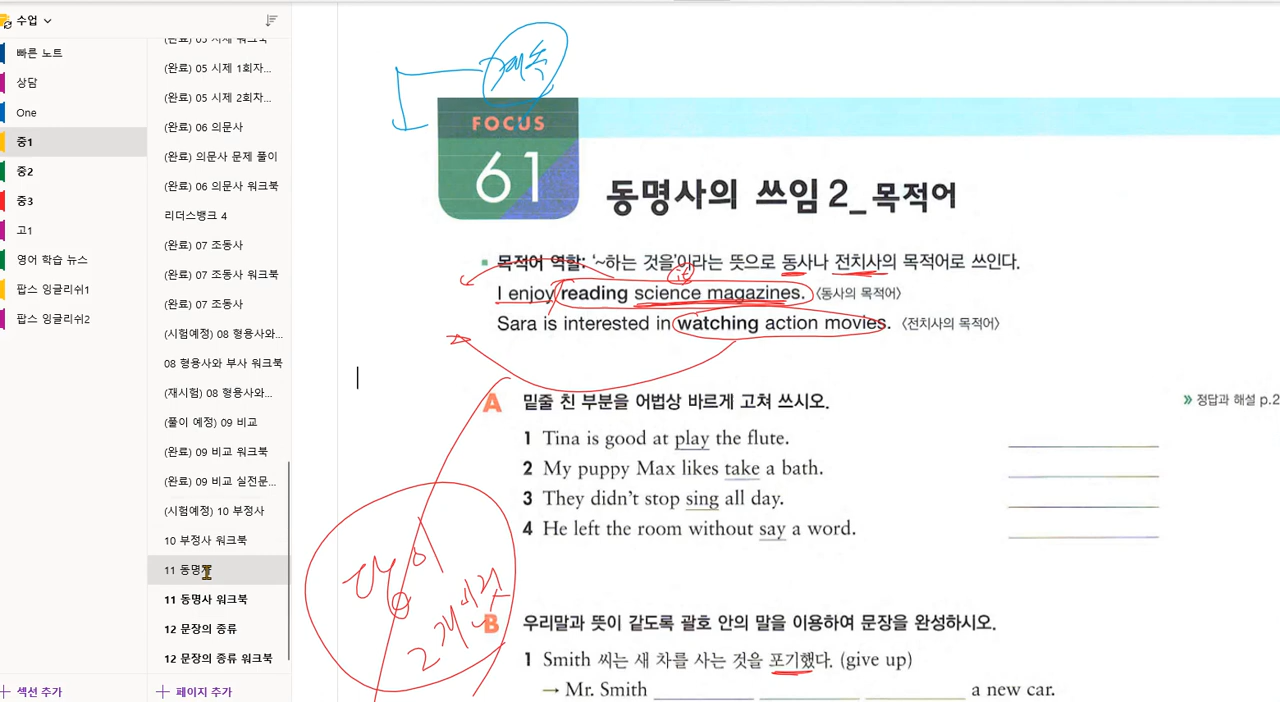 수업
빠른 노트
상담
One
중1
중2
중3
고1
영어 학습 뉴스
팝스 잉글리쉬1
팝스 잉글리쉬2
섹션 추가
(완료) 05 시제 워크북
(완료) 05 시제 1회차...
(완료) 05 시제 2회차...
(완료) 06 의문사
(완료) 의문사 문제 풀이
(완료) 06 의문사 워크북
리더스뱅크 4
(완료) 07 조동사
(완료) 07 조동사 워크북
(완료) 07 조동사
(시험예정) 08 형용사와...
08 형용사와 부사 워크북
(재시험) 08 형용사와...
(풀이 예정) 09 비교
(완료) 09 비교 워크북
(완료) 09 비교 실전문...
(시험예정) 10 부정사
10 부정사 워크북
11 동명사
11 동명사 워크북
12 문장의 종류
12 문장의 종류 워크북
페이지 추가
FOCUS
61
동명사의 쓰임 2_ 목적어
목적어 역할: ‘~하는 것을’이라는 뜻으로 동사나 전치사의 목적어로 쓰인다.
I enjoy reading science magazines. 〈동사의 목적어〉
Sara is interested in watching action movies. 〈전치사의 목적어〉
A 밑줄 친 부분을 어법상 바르게 고쳐 쓰시오.
» 정답과 해설 p.2
1 Tina is good at play the flute.
2 My puppy Max likes take a bath.
3 They didn’t stop sing all day.
4 He left the room without say a word.
B 우리말과 뜻이 같도록 괄호 안의 말을 이용하여 문장을 완성하시오.
1 Smith 씨는 새 차를 사는 것을 포기했다. (give up)
→ Mr. Smith a new car.